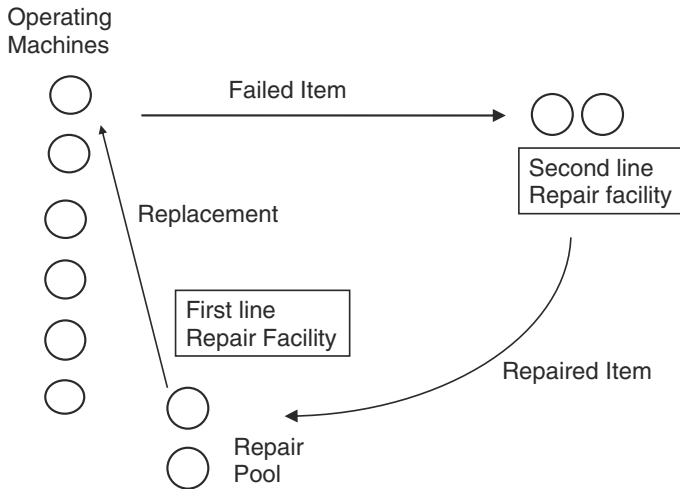 Operating
Machines
Failed Item
Second line
Repair facility
Replacement
First line
Repair Facility
Repaired Item
Repair
Pool